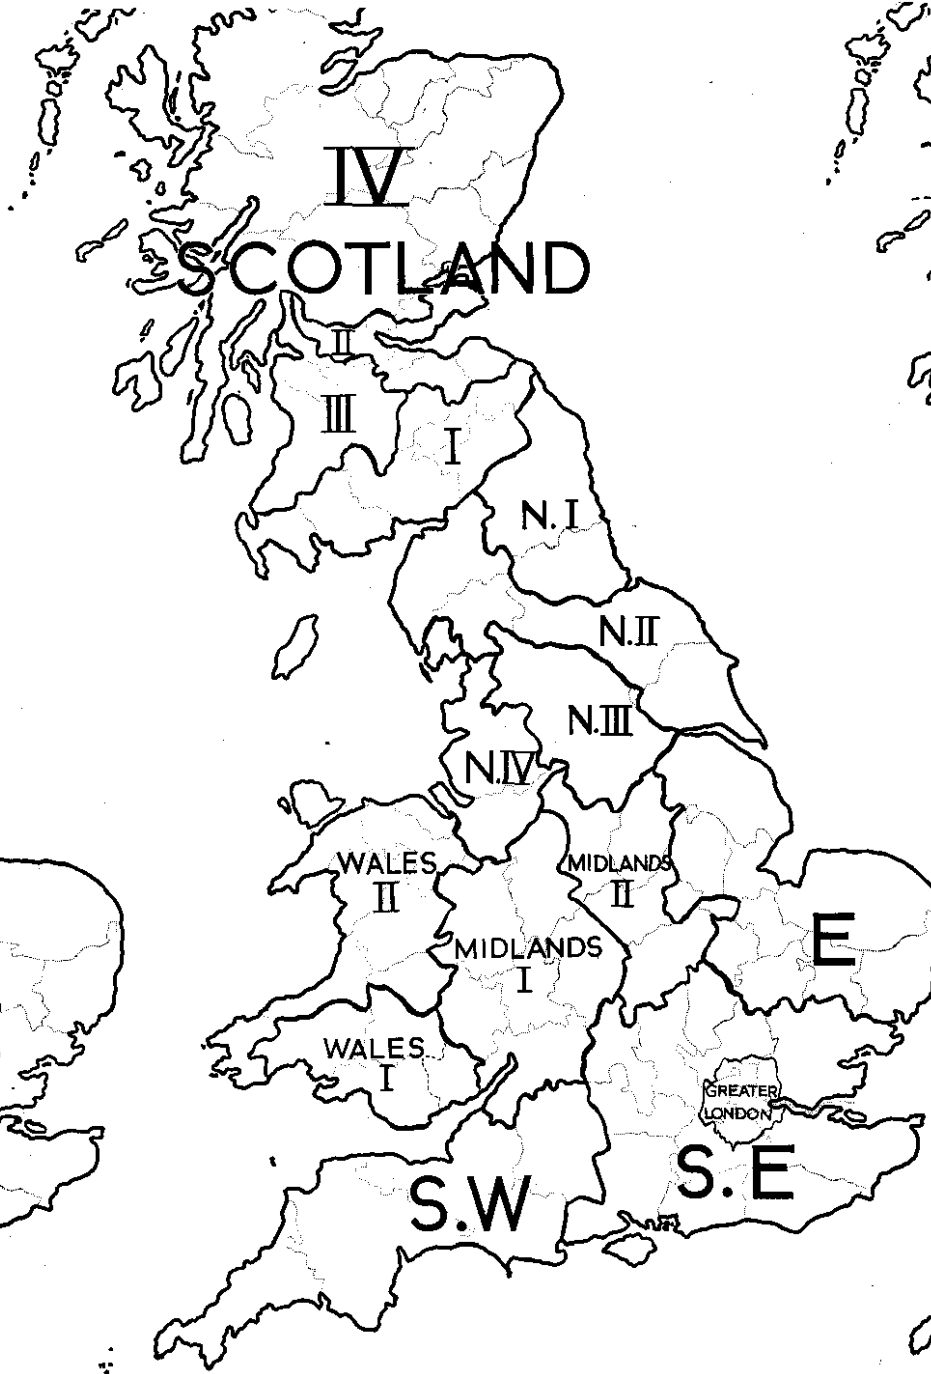 IV
SCOTLAND
II
III
I
N. I
N.II
N.III
N.IV
WALES
II
MIDLANDS
II
E
MIDLANDS
I
WALES
I
GREATER
LONDON
S.E
S.W